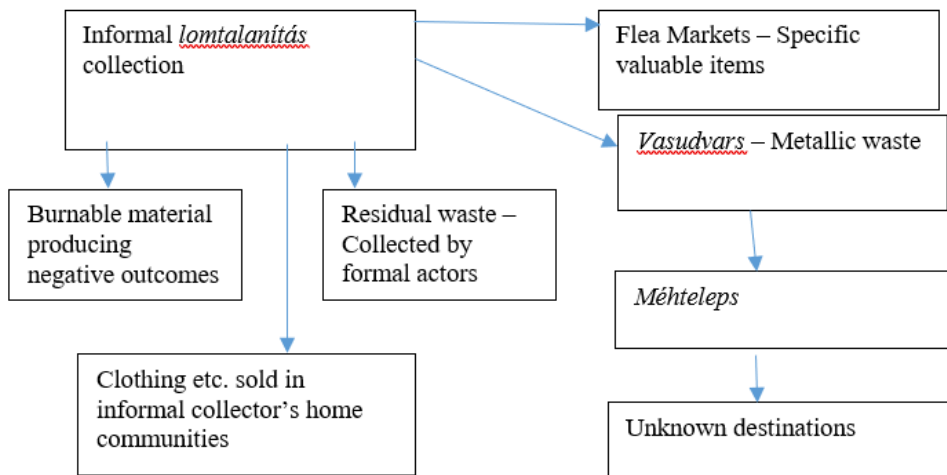 Informal lomtalanítás
collection
Flea Markets – Specific
valuable items
Vasudvars – Metallic waste
Burnable material
producing
negative outcomes
Residual waste –
Collected by
formal actors
Méhteleps
Clothing etc. sold in
informal collector’s home
communities
Unknown destinations